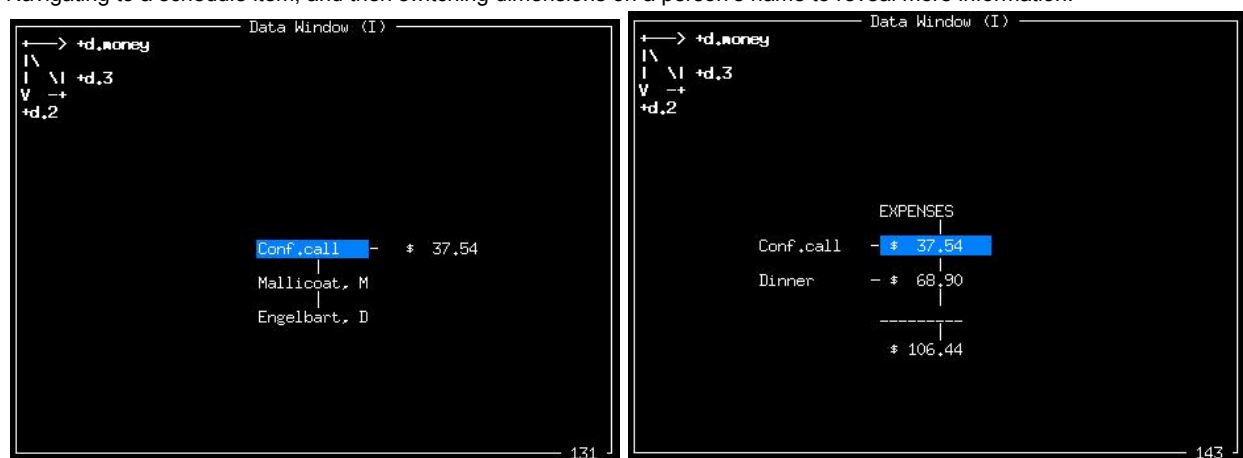 Navigating to a schedule item, and then switching dimensions on a person's name to reveal more information.
Data Window (I)
+d.money
+d.3
+d.2
Conf.call - $ 37.54
Mallicoat, M
Engelbart, D
131
Data Window (I)
+d.money
+d.3
+d.2
EXPENSES
Conf.call - $ 37.54
Dinner - $ 68.90
---------
$ 106.44
143